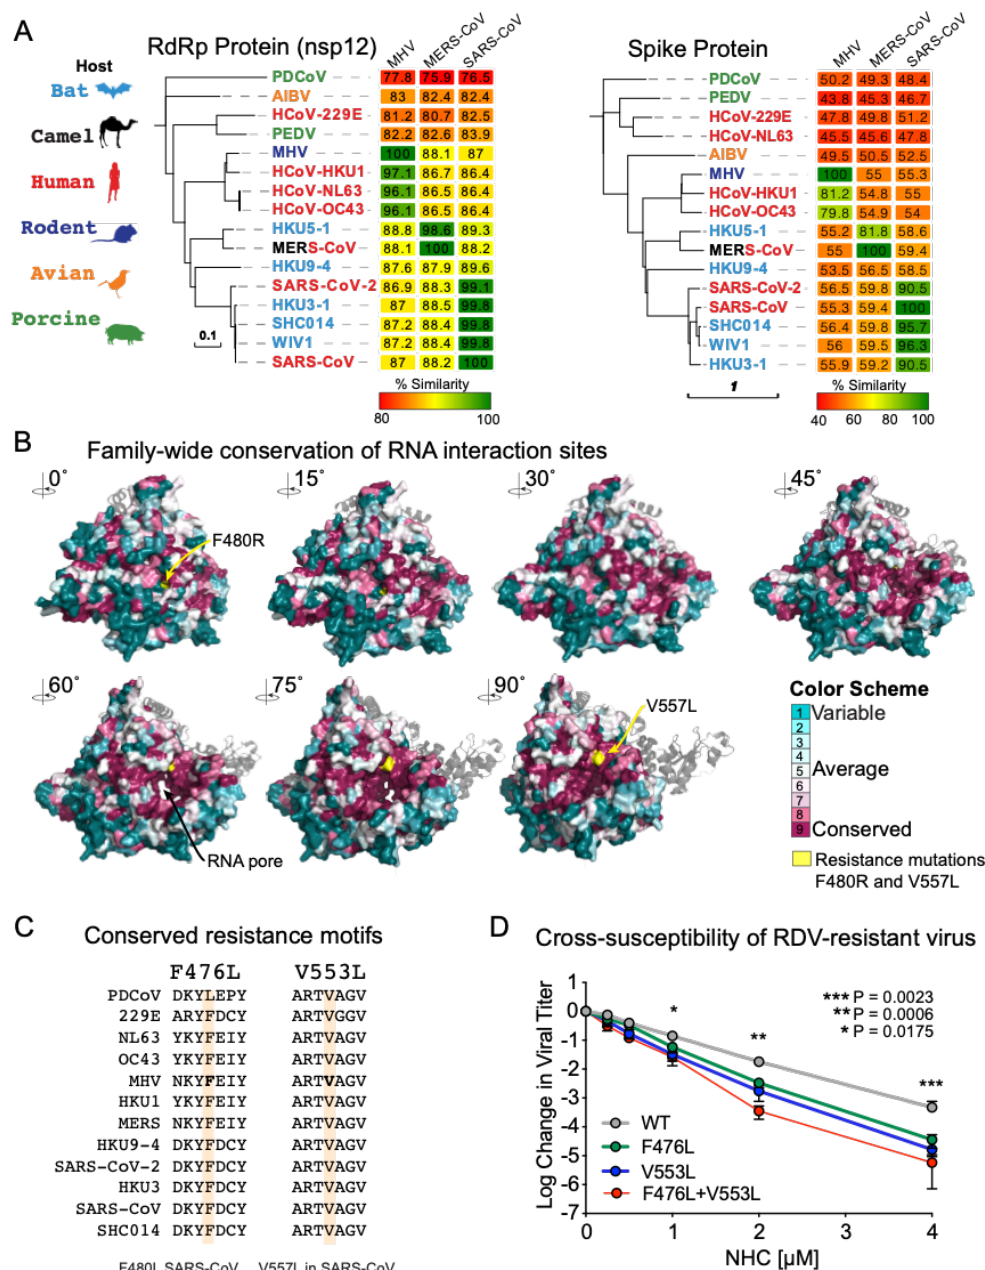 A
RdRp Protein (nsp12)
MHV MERS-CoV SARS-CoV
Host
Bat
Camel
Human
Rodent
Avian
Porcine
PDCoV 77.8 75.9 76.5
AIBV 83 82.4 82.4
HCoV-229E 81.2 80.7 82.5
PEDV 82.2 82.6 83.9
MHV 100 88.1 87
HCoV-HKU1 97.1 86.7 86.4
HCoV-NL63 96.1 86.5 86.4
HCoV-OC43 96.1 86.5 86.4
HKU5-1 88.8 98.6 89.3
MERS-CoV 88.1 100 88.2
HKU9-4 87.6 87.9 89.6
SARS-CoV-2 86.9 88.3 99.1
HKU3-1 87 88.5 99.8
SHC014 87.2 88.4 99.8
WIV1 87.2 88.4 99.8
SARS-CoV 87 88.2 100
0.1
% Similarity
80 100
Spike Protein
MHV MERS-CoV SARS-CoV
PDCoV 50.2 49.3 48.4
PEDV 43.8 45.3 46.7
HCoV-229E 47.8 49.8 51.2
HCoV-NL63 45.5 45.6 47.8
AIBV 49.5 50.5 52.5
MHV 100 55 55.3
HCoV-HKU1 81.2 54.8 55
HCoV-OC43 79.8 54.9 54
HKU5-1 55.2 81.8 58.6
MERS-CoV 55 100 59.4
HKU9-4 53.5 56.5 58.5
SARS-CoV-2 56.5 59.8 90.5
SARS-CoV 55.3 59.4 100
SHC014 56.4 59.8 95.7
WIV1 56 59.5 96.3
HKU3-1 55.9 59.2 90.5
1
% Similarity
40 60 80 100
B
Family-wide conservation of RNA interaction sites
0° 15° 30° 45°
F480R
60° 75° 90°
V557L
RNA pore
Color Scheme
1 Variable
2
3
4
5 Average
6
7
8
9 Conserved
Resistance mutations
F480R and V557L
C
Conserved resistance motifs
F476L V553L
PDCoV DKYLEPY ARTVAGV
229E ARYFDCY ARTVGGV
NL63 YKYFEIY ARTVAGV
OC43 YKYFEIY ARTVAGV
MHV NKYFEIY ARTVAGV
HKU1 YKYFEIY ARTVAGV
MERS NKYFEIY ARTVAGV
HKU9-4 DKYFDCY ARTVAGV
SARS-CoV-2 DKYFDCY ARTVAGV
HKU3 DKYFDCY ARTVAGV
SARS-CoV DKYFDCY ARTVAGV
SHC014 DKYFDCY ARTVAGV
F480L SARS-CoV V557L in SARS-CoV
D
Cross-susceptibility of RDV-resistant virus
*** P = 0.0023
** P = 0.0006
* P = 0.0175
Log Change in Viral Titer
1
0
-1
-2
-3
-4
-5
-6
-7
* ** ***
WT
F476L
V553L
F476L+V553L
0 1 2 3 4
NHC [µM]